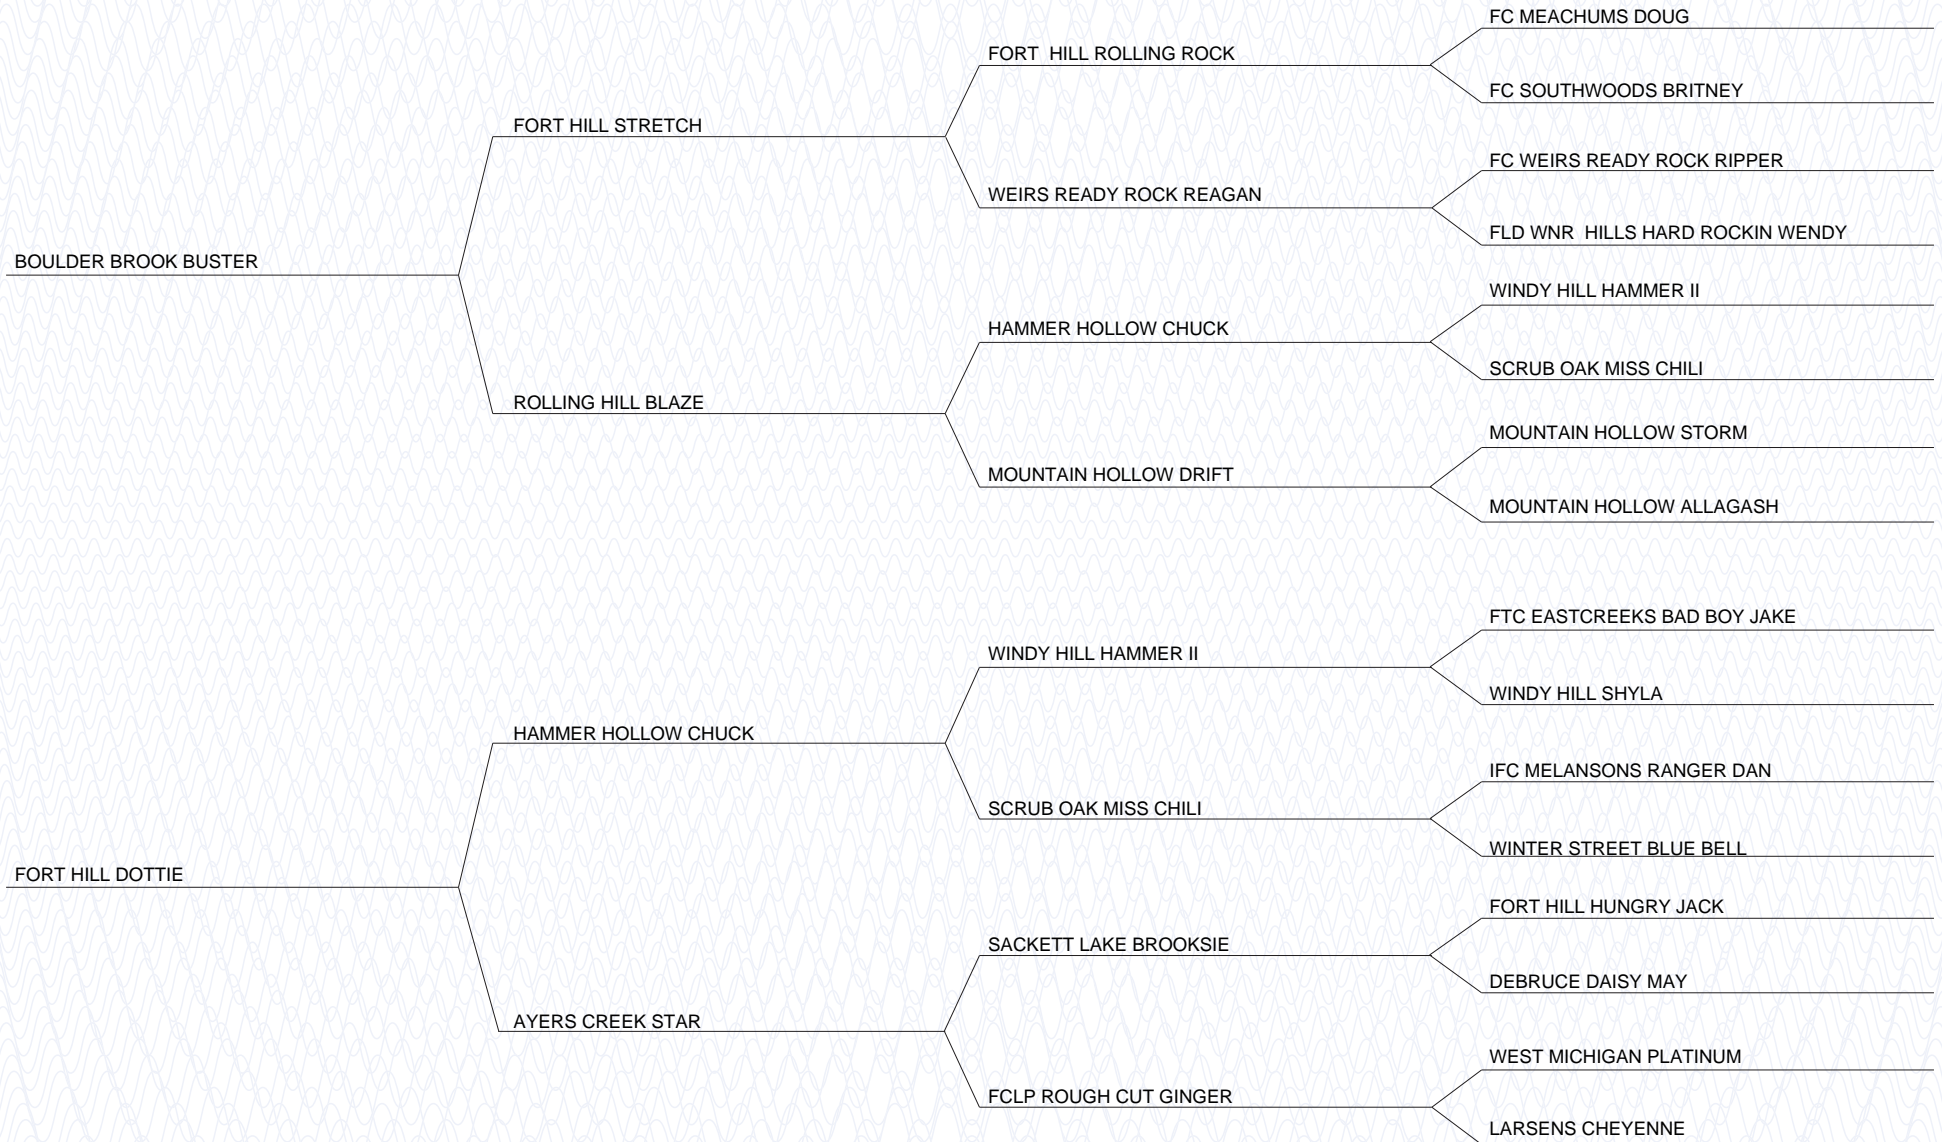 FC MEACHUMS DOUG
FORT  HILL ROLLING ROCK
FC SOUTHWOODS BRITNEY
FORT HILL STRETCH
FC WEIRS READY ROCK RIPPER
WEIRS READY ROCK REAGAN
FLD WNR  HILLS HARD ROCKIN WENDY
BOULDER BROOK BUSTER
WINDY HILL HAMMER II
HAMMER HOLLOW CHUCK
SCRUB OAK MISS CHILI
ROLLING HILL BLAZE
MOUNTAIN HOLLOW STORM
MOUNTAIN HOLLOW DRIFT
MOUNTAIN HOLLOW ALLAGASH
FTC EASTCREEKS BAD BOY JAKE
WINDY HILL HAMMER II
WINDY HILL SHYLA
HAMMER HOLLOW CHUCK
IFC MELANSONS RANGER DAN
SCRUB OAK MISS CHILI
WINTER STREET BLUE BELL
FORT HILL DOTTIE
FORT HILL HUNGRY JACK
SACKETT LAKE BROOKSIE
DEBRUCE DAISY MAY
AYERS CREEK STAR
WEST MICHIGAN PLATINUM
FCLP ROUGH CUT GINGER
LARSENS CHEYENNE